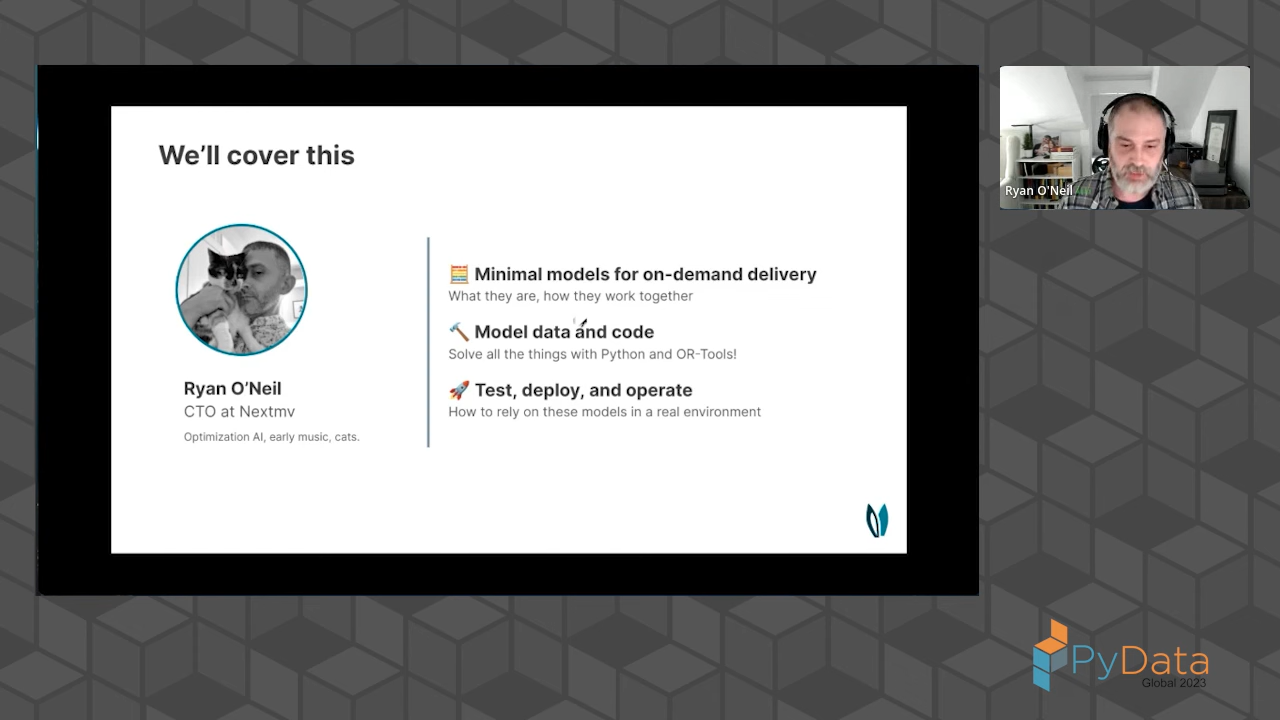 We'll cover this
Ryan O'Neil
CTO at Nextmv
Optimization AI, early music, cats.
🧮 Minimal models for on-demand delivery
What they are, how they work together
🔨 Model data and code
Solve all the things with Python and OR-Tools!
🚀 Test, deploy, and operate
How to rely on these models in a real environment
Ryan O'Neil
PyData
Global 2023